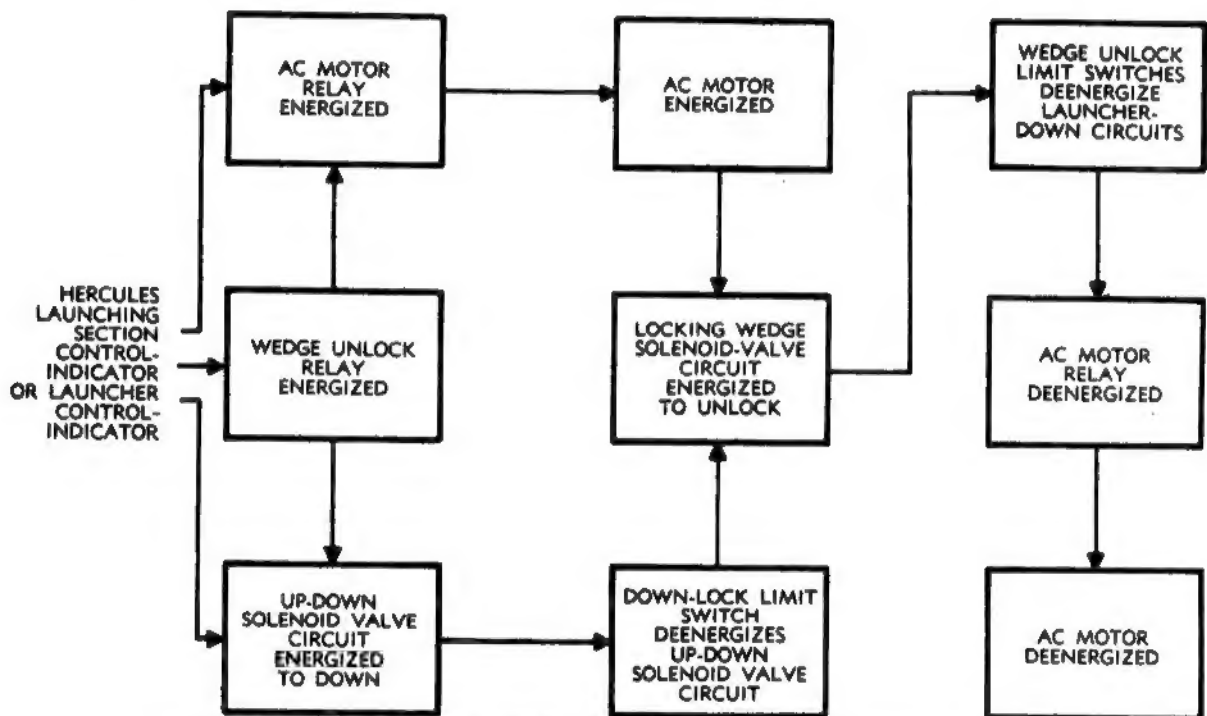 AC MOTOR
RELAY
ENERGIZED
AC MOTOR
ENERGIZED
WEDGE UNLOCK
LIMIT SWITCHES
DEENERGIZE
LAUNCHER-
DOWN CIRCUITS
HERCULES
LAUNCHING
SECTION
CONTROL-
INDICATOR
OR LAUNCHER
CONTROL-
INDICATOR
WEDGE UNLOCK
RELAY
ENERGIZED
LOCKING WEDGE
SOLENOID-VALVE
CIRCUIT
ENERGIZED
TO UNLOCK
AC MOTOR
RELAY
DEENERGIZED
UP-DOWN
SOLENOID VALVE
CIRCUIT
ENERGIZED
TO DOWN
DOWN-LOCK LIMIT
SWITCH
DEENERGIZES
UP-DOWN
SOLENOID VALVE
CIRCUIT
AC MOTOR
DEENERGIZED